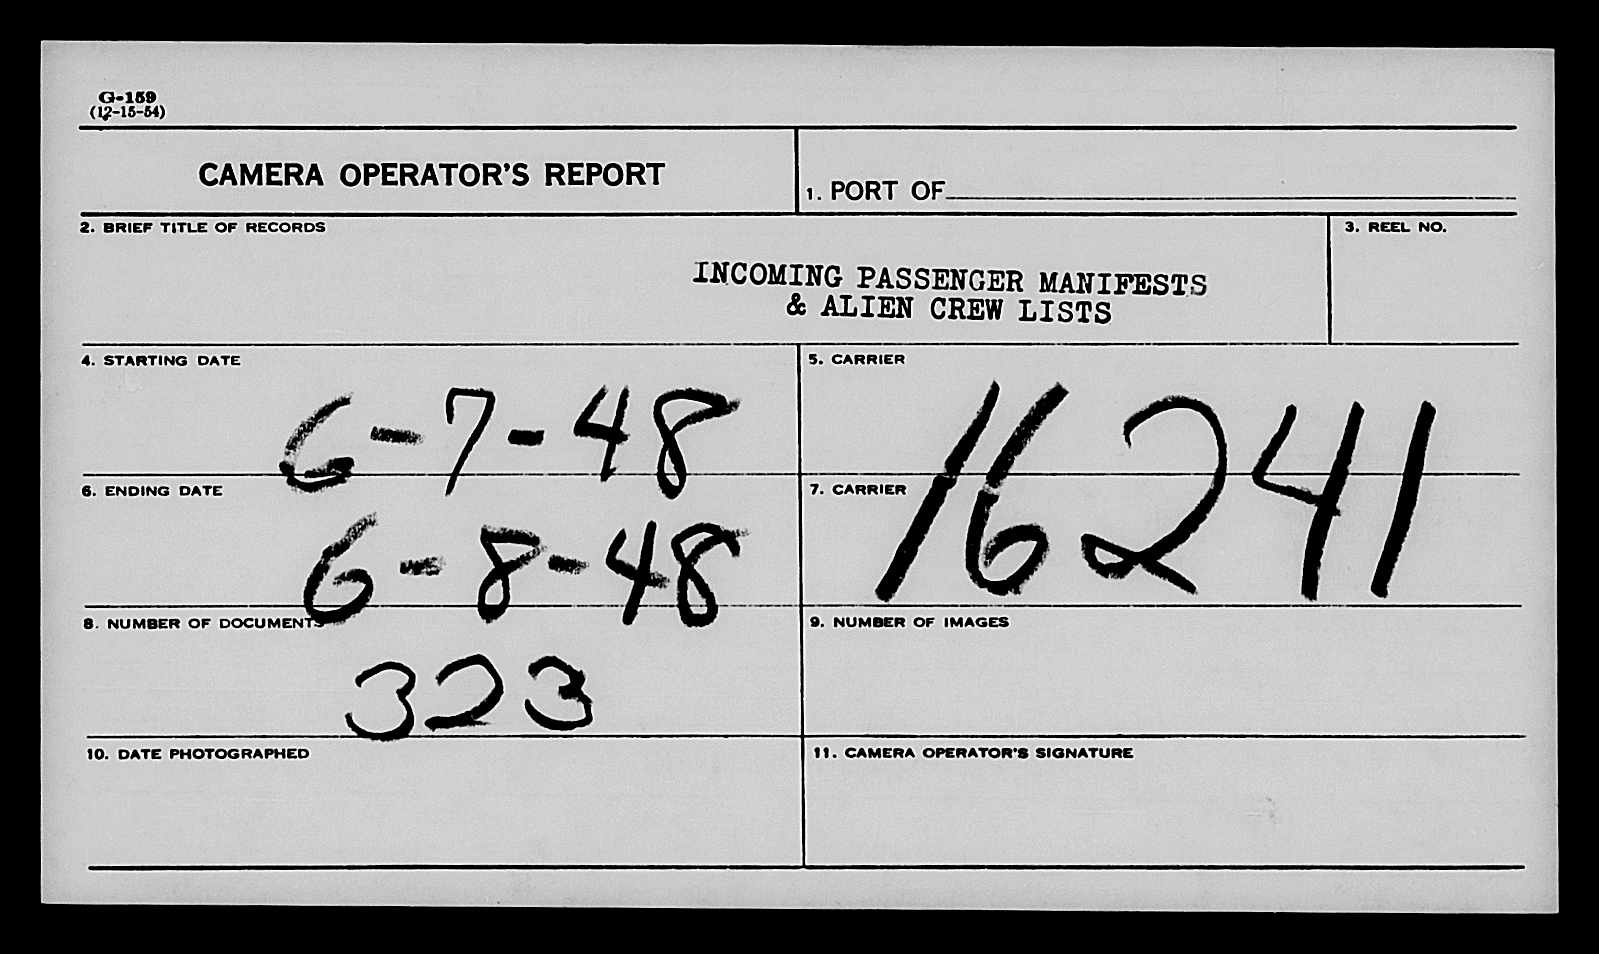 G-159
(12-15-54)
CAMERA OPERATOR'S REPORT
1. PORT OF
2. BRIEF TITLE OF RECORDS
3. REEL NO.
INCOMING PASSENGER MANIFESTS
& ALIEN CREW LISTS
4. STARTING DATE
6-7-48
5. CARRIER
16241
6. ENDING DATE
6-8-48
7. CARRIER
8. NUMBER OF DOCUMENTS
323
9. NUMBER OF IMAGES
10. DATE PHOTOGRAPHED
11. CAMERA OPERATOR'S SIGNATURE